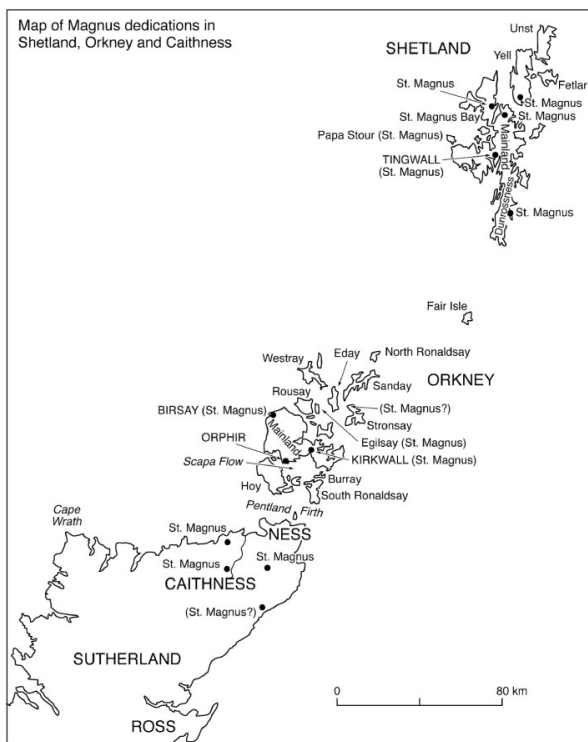 Map of Magnus dedications in
Shetland, Orkney and Caithness
Unst
SHETLAND
Yell
Fetlar
St. Magnus
St. Magnus
St. Magnus Bay
St. Magnus
Papa Stour (St. Magnus)
Mainland
TINGWALL
(St. Magnus)
Dunrossness
St. Magnus
Fair Isle
Westray
Eday
North Ronaldsay
Sanday
ORKNEY
Rousay
BIRSAY (St. Magnus)
(St. Magnus?)
Stronsay
Mainland
Egilsay (St. Magnus)
ORPHIR
KIRKWALL (St. Magnus)
Scapa Flow
Burray
Hoy
South Ronaldsay
Pentland Firth
Cape
Wrath
St. Magnus
NESS
St. Magnus
St. Magnus
CAITHNESS
(St. Magnus?)
SUTHERLAND
0
80 km
ROSS